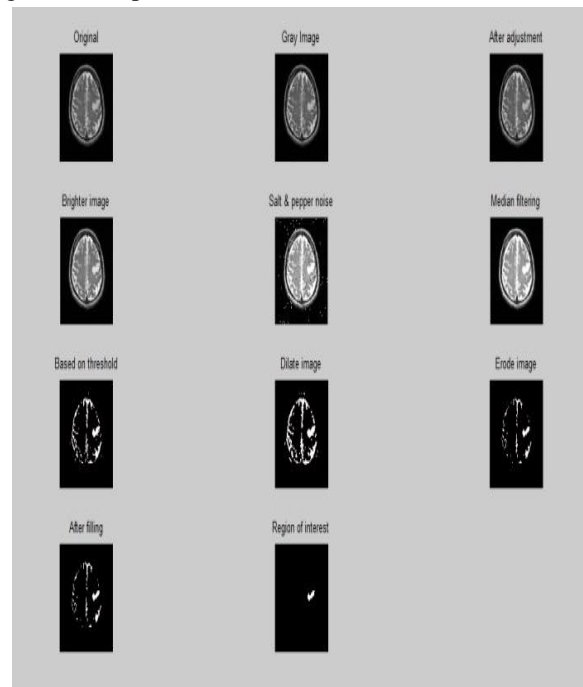 Original
Gray Image
After adjustment
Brighter image
Salt & pepper noise
Median filtering
Based on threshold
Dilate image
Erode image
After filling
Region of interest